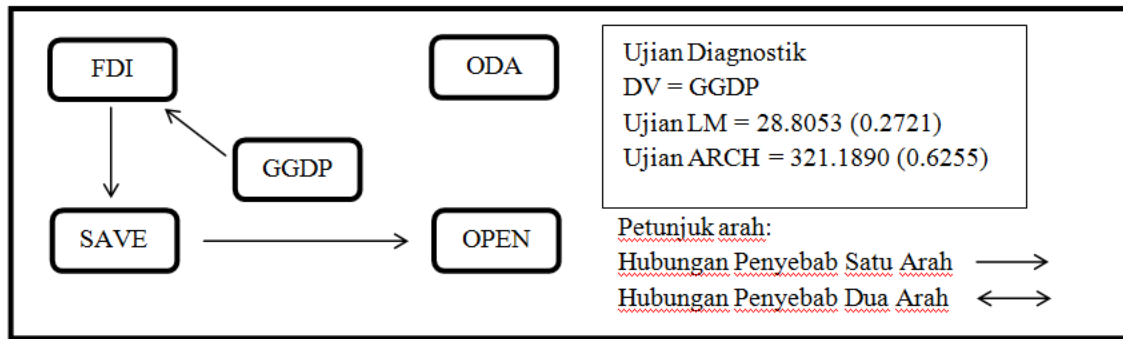 FDI
ODA
GGDP
SAVE
OPEN
Ujian Diagnostik
DV = GGDP
Ujian LM = 28.8053 (0.2721)
Ujian ARCH = 321.1890 (0.6255)
Petunjuk arah:
Hubungan Penyebab Satu Arah
Hubungan Penyebab Dua Arah